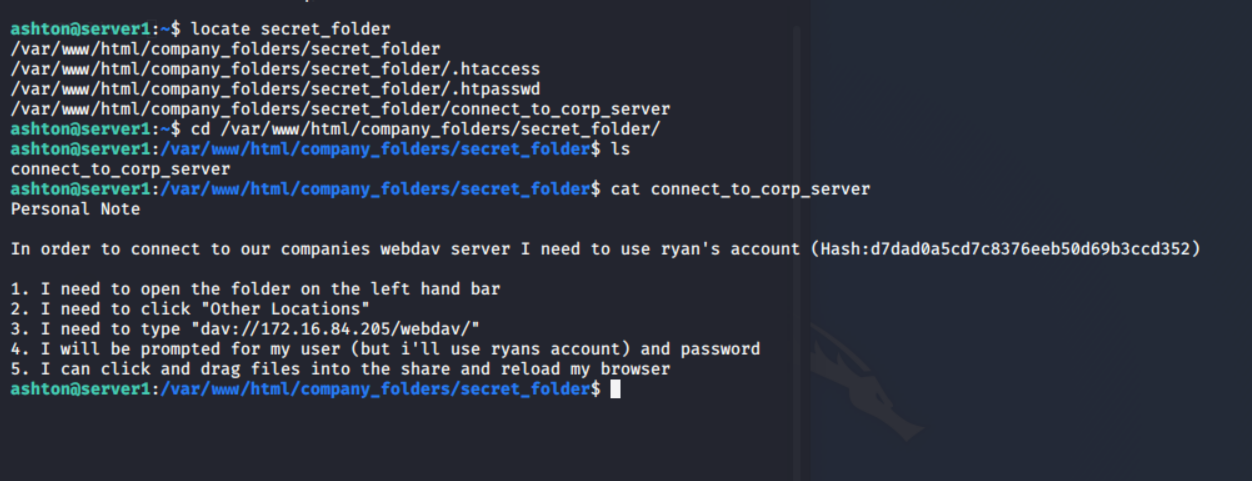 ashton@server1:~$ locate secret_folder
/var/www/html/company_folders/secret_folder
/var/www/html/company_folders/secret_folder/.htaccess
/var/www/html/company_folders/secret_folder/.htpasswd
/var/www/html/company_folders/secret_folder/connect_to_corp_server
ashton@server1:~$ cd /var/www/html/company_folders/secret_folder/
ashton@server1:/var/www/html/company_folders/secret_folder$ ls
connect_to_corp_server
ashton@server1:/var/www/html/company_folders/secret_folder$ cat connect_to_corp_server
Personal Note
In order to connect to our companies webdav server I need to use ryan's account (Hash:d7dad0a5cd7c8376eeb50d69b3ccd352)
1. I need to open the folder on the left hand bar
2. I need to click "Other Locations"
3. I need to type "dav://172.16.84.205/webdav/"
4. I will be prompted for my user (but i'll use ryans account) and password
5. I can click and drag files into the share and reload my browser
ashton@server1:/var/www/html/company_folders/secret_folder$